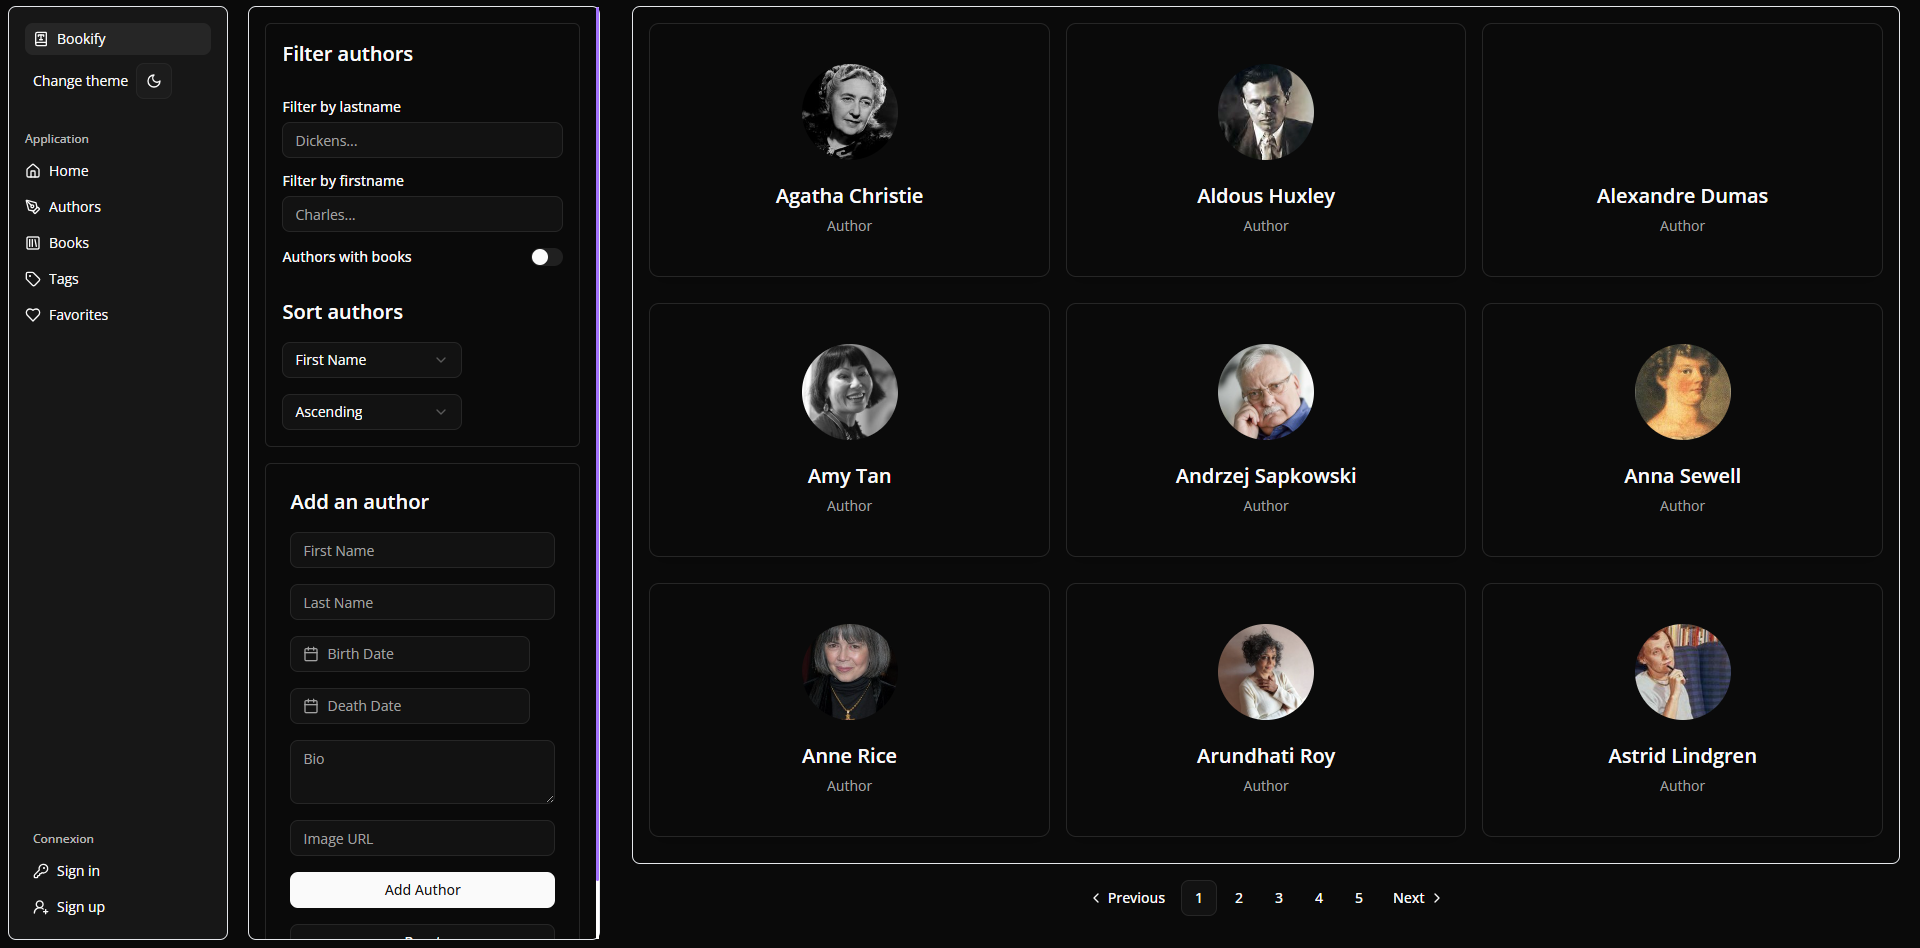 Bookify
Change theme
Application
Home
Authors
Books
Tags
Favorites
Connexion
Sign in
Sign up
Filter authors
Filter by lastname
Dickens...
Filter by firstname
Charles...
Authors with books
Sort authors
First Name
Ascending
Add an author
First Name
Last Name
Birth Date
Death Date
Bio
Image URL
Add Author
Agatha Christie
Author
Aldous Huxley
Author
Alexandre Dumas
Author
Amy Tan
Author
Andrzej Sapkowski
Author
Anna Sewell
Author
Anne Rice
Author
Arundhati Roy
Author
Astrid Lindgren
Author
Previous 1 2 3 4 5 Next